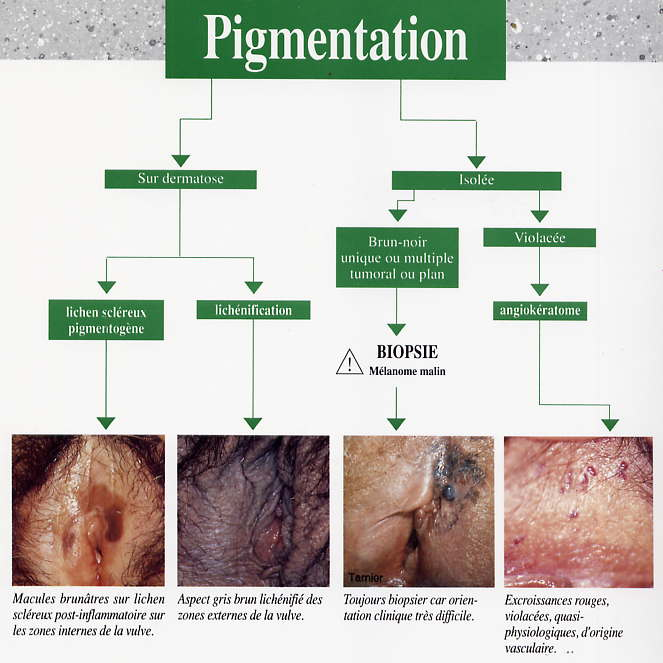 Pigmentation
Sur dermatose
Isolée
Brun-noir
unique ou multiple
tumoral ou plan
Violacée
lichen scléreux
pigmentogène
lichénification
angiokératome
BIOPSIE
!
Mélanome malin
Tarnior
Macules brunâtres sur lichen
scléreux post-inflammatoire sur
les zones internes de la vulve.
Aspect gris brun lichénifié des
zones externes de la vulve.
Toujours biopsier car orien-
tation clinique très difficile.
Excroissances rouges,
violacées, quasi-
physiologiques, d'origine
vasculaire.